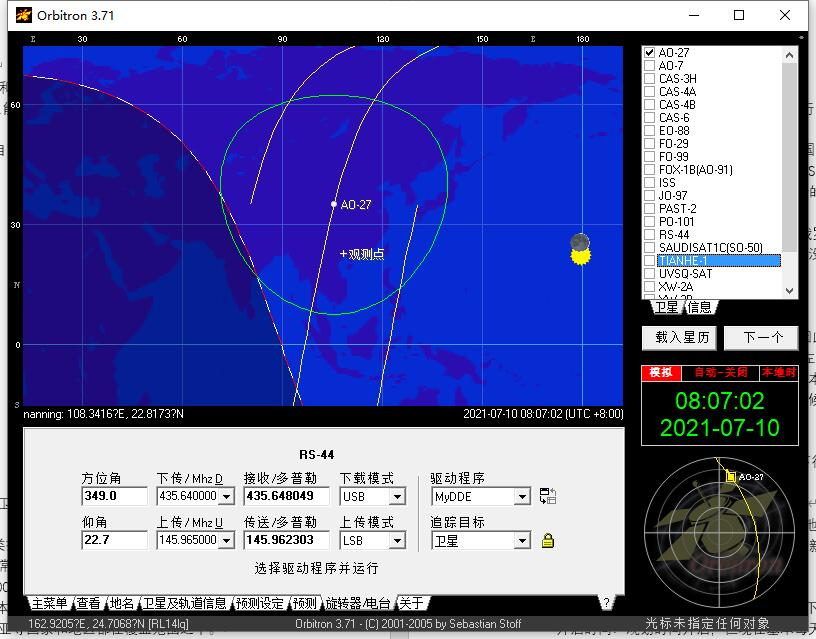 Orbitron 3.71
E 30 60 90 120 E 150 180
60
30
N
0
S
AO-27
+观测点
nanning: 108.3416?E, 22.8173?N
2021-07-10 08:07:02 (UTC +8:00)
AO-27
AO-7
CAS-3H
CAS-4A
CAS-4B
CAS-6
EO-88
FO-29
FO-99
FOX-1B(AO-91)
ISS
JO-97
PAST-2
PO-101
RS-44
SAUDISAT1C(SO-50)
TIANHE-1
UVSQ-SAT
XW-2A
XW-2B
卫星 信息
载入星历 下一个
模拟 自动-关闭 本地时
08:07:02
2021-07-10
AO-27
RS-44
方位角 下传/MhzD 接收/多普勒 下载模式 驱动程序
349.0 435.640000 435.648049 USB MyDDE
仰角 上传/MhzU 传送/多普勒 上传模式 追踪目标
22.7 145.965000 145.962303 LSB 卫星
选择驱动程序并运行
主菜单 查看 地名 卫星及轨道信息 预测设定 预测 旋转器/电台 关于 ?
162.9205?E, 24.7068?N [RL14lq] Orbitron 3.71 - (C) 2001-2005 by Sebastian Stoff 光标未指定任何对象